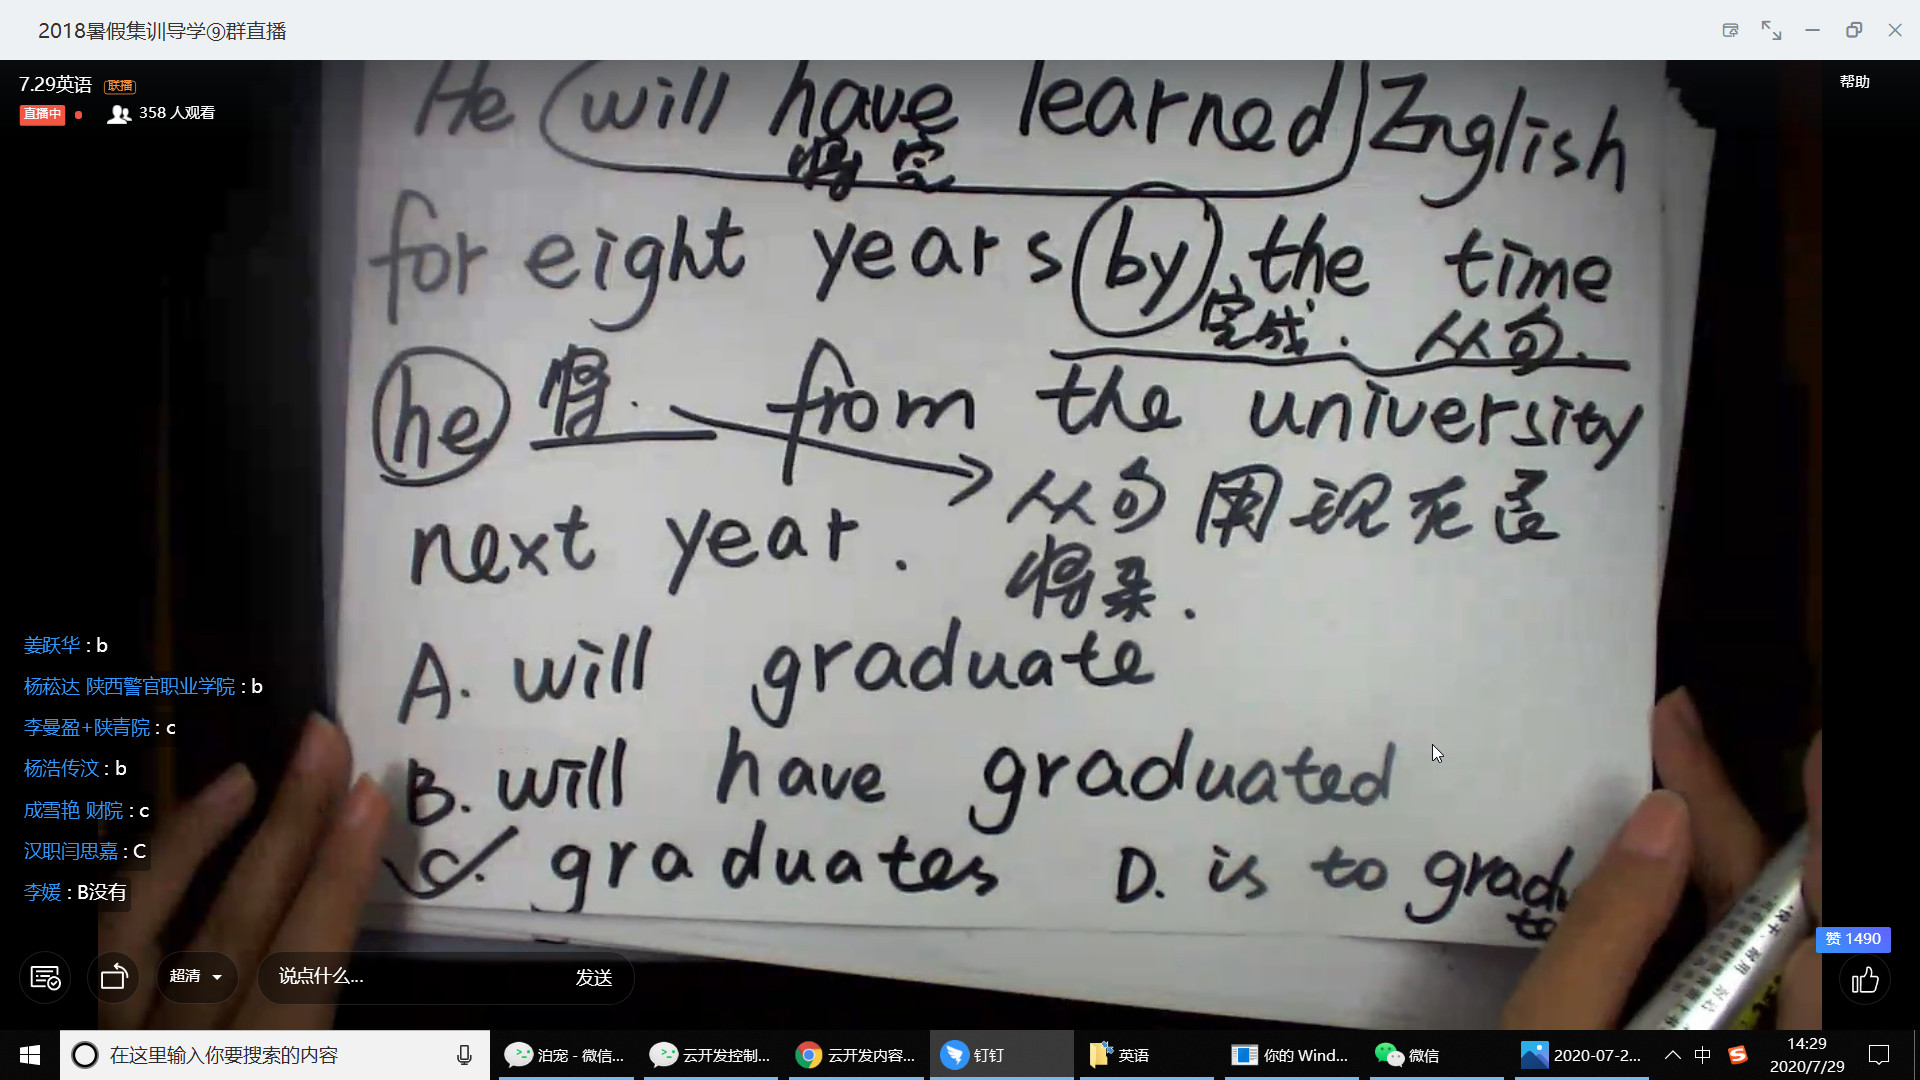 2018暑假集训导学⑨群直播
7.29英语 联播
直播中 358 人观看
帮助
He will have learned English
将完
for eight years by the time
完成. 从句.
he 将. from the university
从句用现在表
next year.
将来.
A. will graduate
B. will have graduated
C. graduates D. is to gradu
姜跃华 : b
杨菘达 陕西警官职业学院 : b
李曼盈+陕青院 : c
杨浩传汶 : b
成雪艳 财院 : c
汉职闫思嘉 : C
李媛 : B没有
赞 1490
超清 说点什么... 发送
在这里输入你要搜索的内容
泊宠 - 微信... 云开发控制... 云开发内容... 钉钉 英语 你的 Wind... 微信 2020-07-2... 中 14:29
2020/7/29